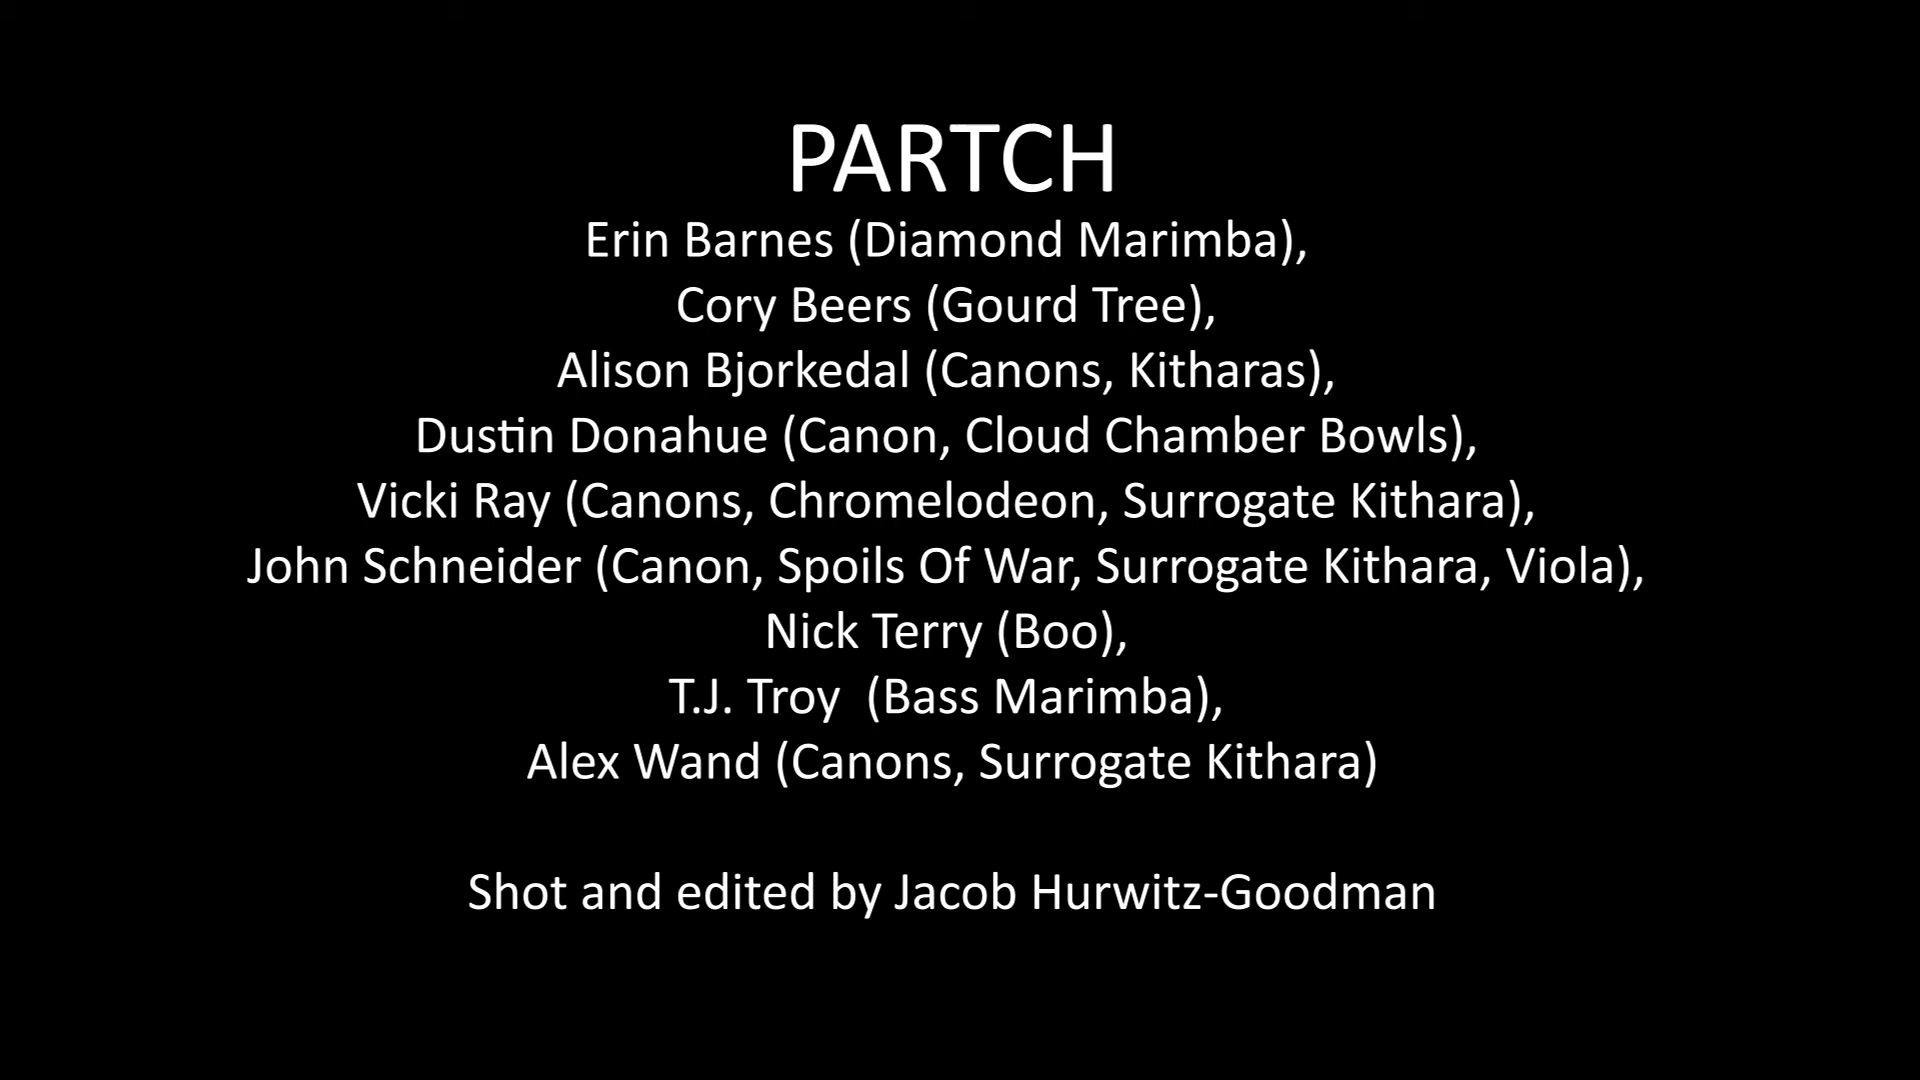 PARTCH
Erin Barnes (Diamond Marimba),
Cory Beers (Gourd Tree),
Alison Bjorkedal (Canons, Kitharas),
Dustin Donahue (Canon, Cloud Chamber Bowls),
Vicki Ray (Canons, Chromelodeon, Surrogate Kithara),
John Schneider (Canon, Spoils Of War, Surrogate Kithara, Viola),
Nick Terry (Boo),
T.J. Troy  (Bass Marimba),
Alex Wand (Canons, Surrogate Kithara)
Shot and edited by Jacob Hurwitz-Goodman